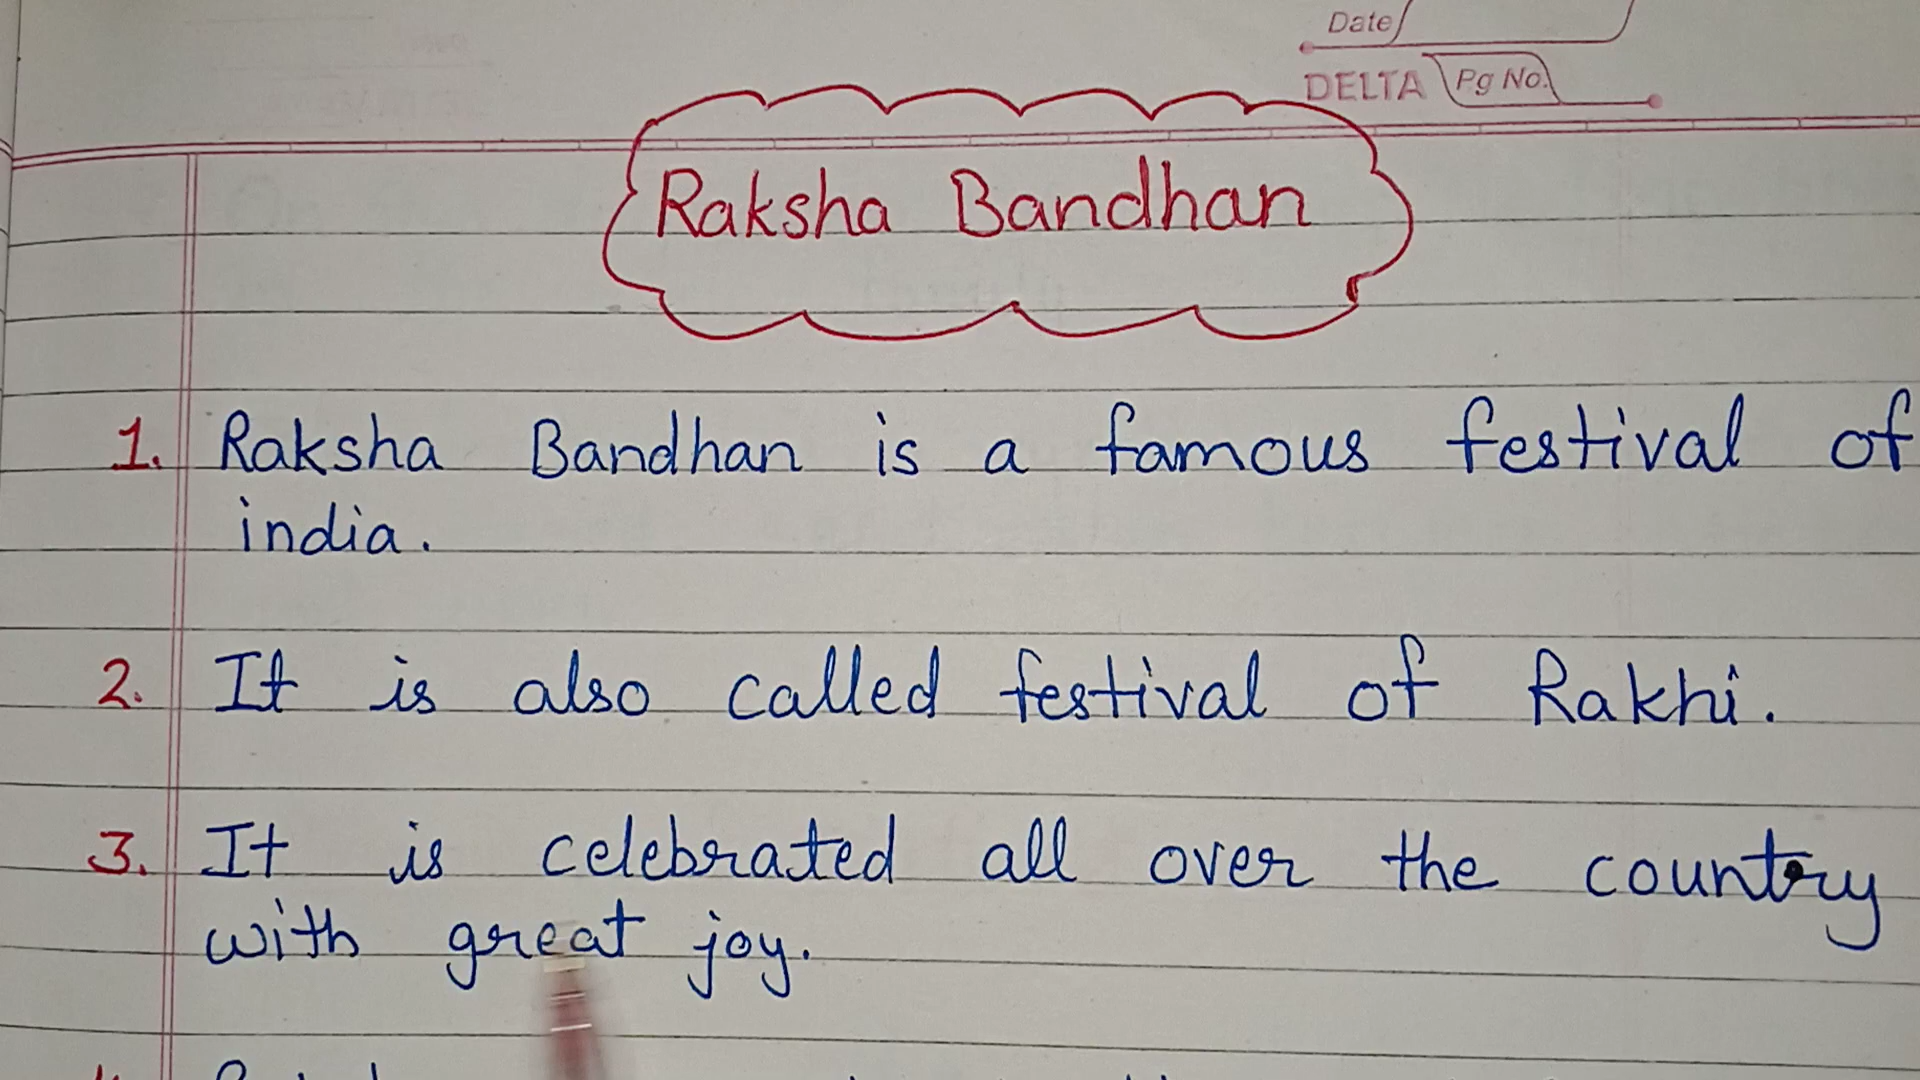 Date
DELTA Pg No.
Raksha Bandhan
1. Raksha Bandhan is a famous festival of
india.
2. It is also called festival of Rakhi.
3. It is celebrated all over the country
with great joy.